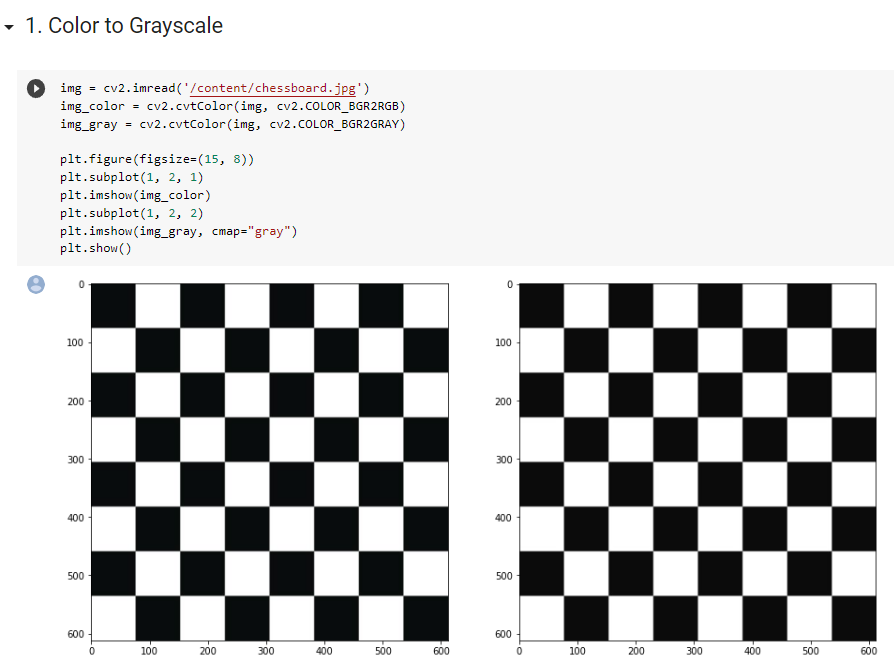 1. Color to Grayscale
img = cv2.imread('/content/chessboard.jpg')
img_color = cv2.cvtColor(img, cv2.COLOR_BGR2RGB)
img_gray = cv2.cvtColor(img, cv2.COLOR_BGR2GRAY)
plt.figure(figsize=(15, 8))
plt.subplot(1, 2, 1)
plt.imshow(img_color)
plt.subplot(1, 2, 2)
plt.imshow(img_gray, cmap="gray")
plt.show()
0
100
200
300
400
500
600
0 100 200 300 400 500 600
0
100
200
300
400
500
600
0 100 200 300 400 500 600